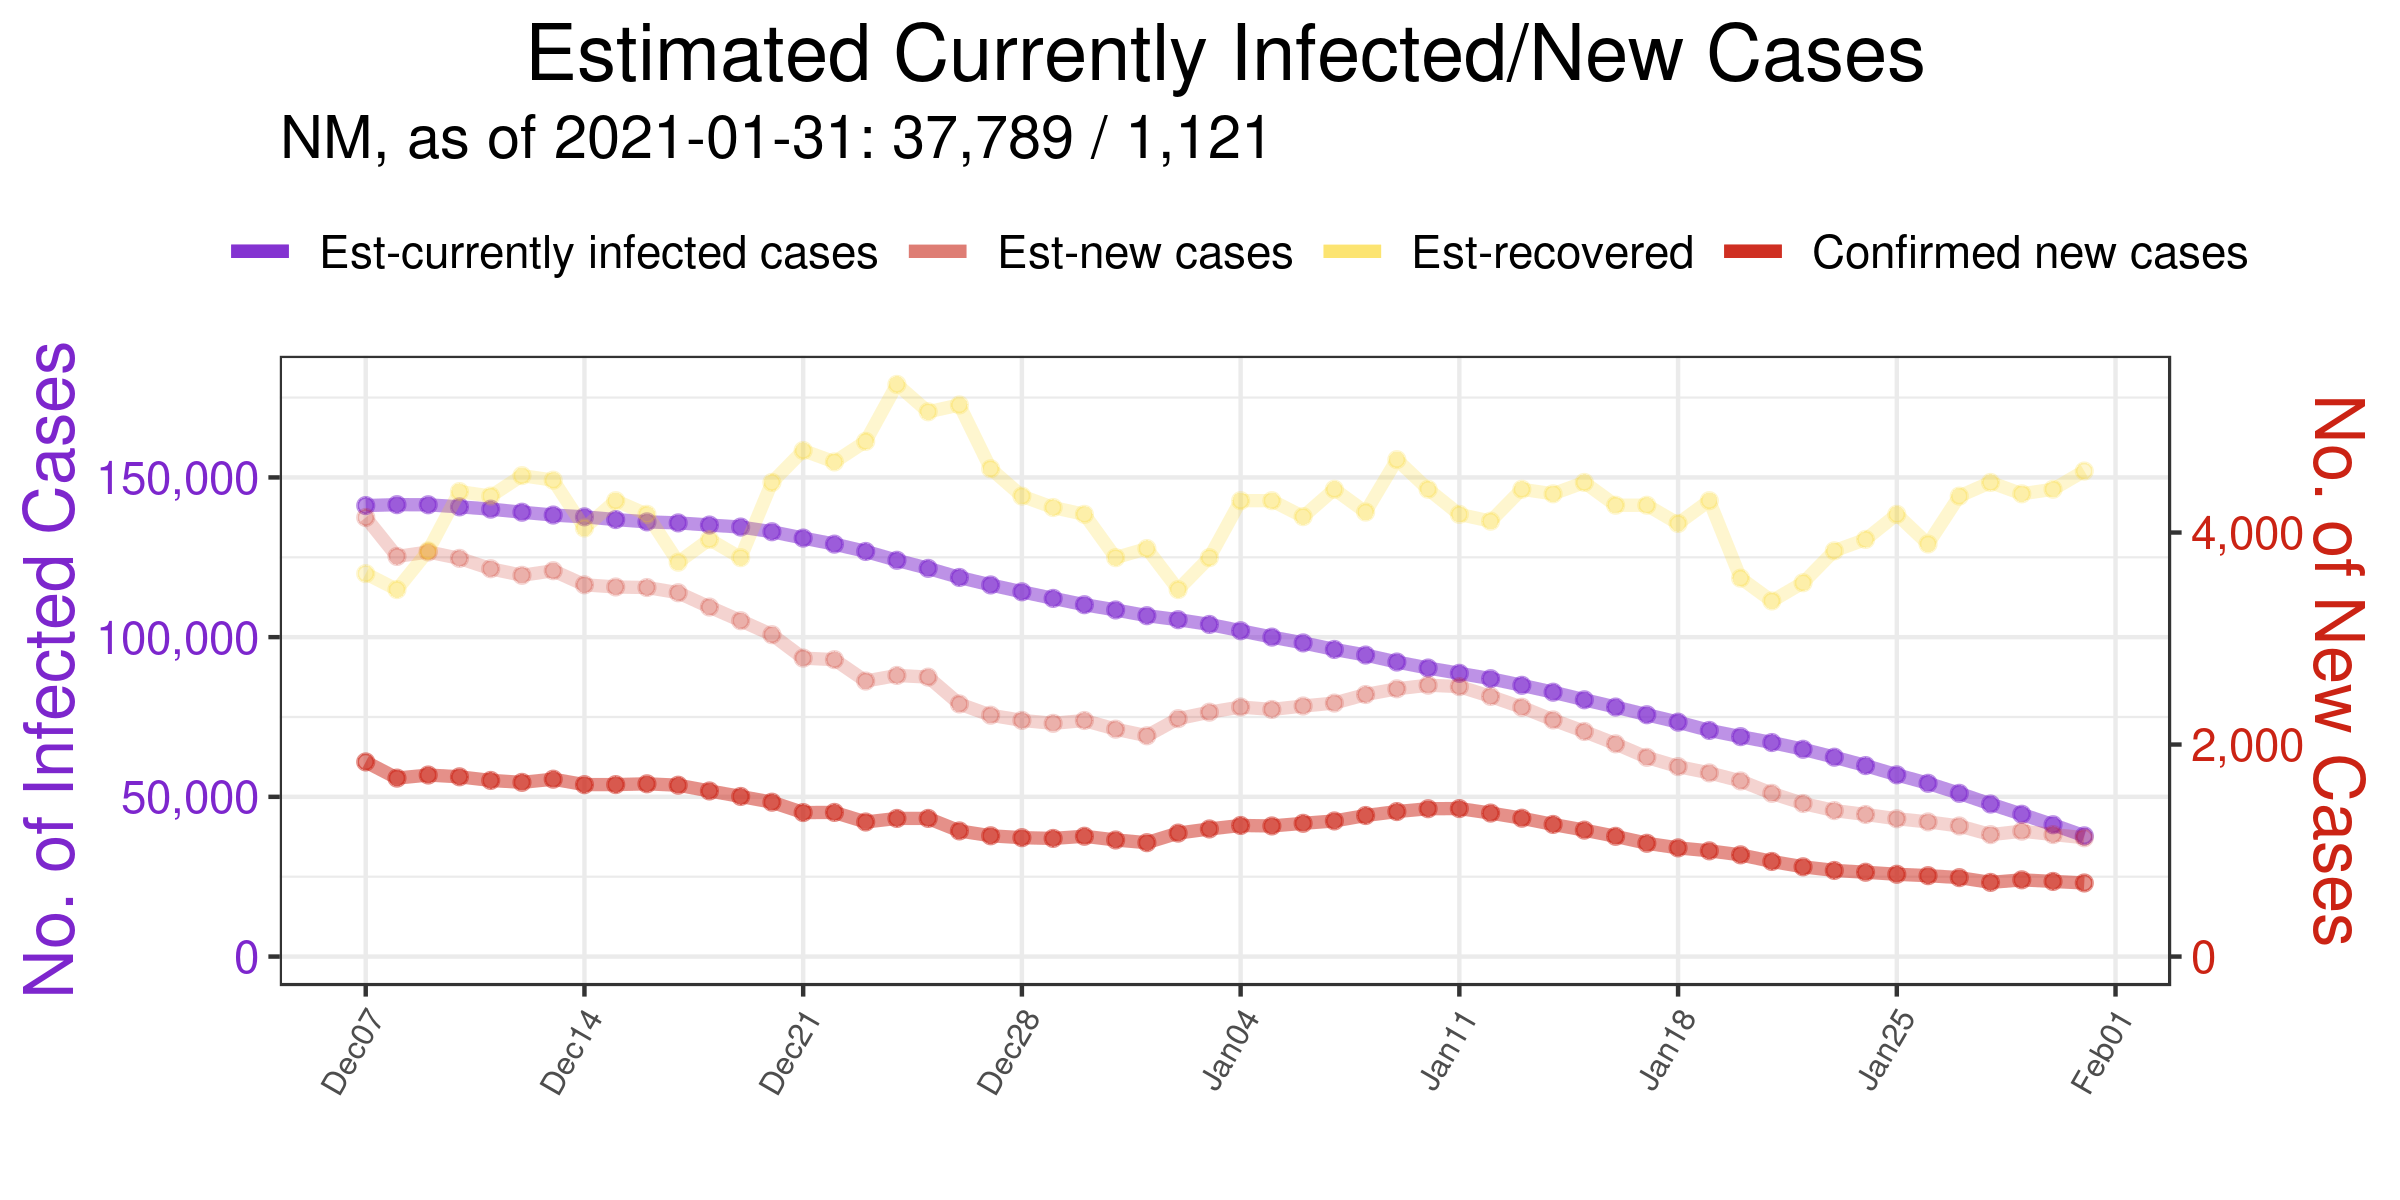 Estimated Currently Infected/New Cases
NM, as of 2021-01-31: 37,789 / 1,121
Est-currently infected cases Est-new cases Est-recovered Confirmed new cases
No. of Infected Cases
150,000
100,000
50,000
0
4,000
2,000
0
No. of New Cases
Dec07 Dec14 Dec21 Dec28 Jan04 Jan11 Jan18 Jan25 Feb01